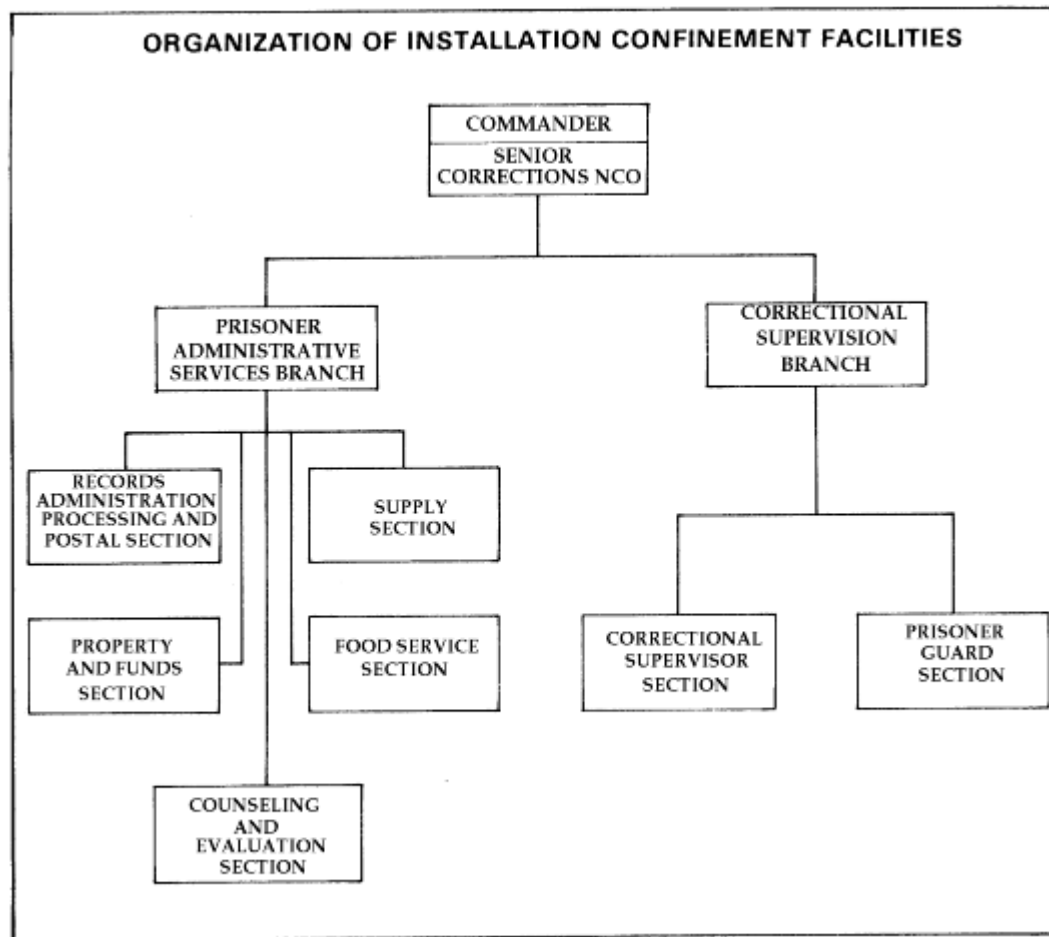 ORGANIZATION OF INSTALLATION CONFINEMENT FACILITIES
COMMANDER
SENIOR
CORRECTIONS NCO
PRISONER
ADMINISTRATIVE
SERVICES BRANCH
CORRECTIONAL
SUPERVISION
BRANCH
RECORDS
ADMINISTRATION
PROCESSING AND
POSTAL SECTION
SUPPLY
SECTION
PROPERTY
AND FUNDS
SECTION
FOOD SERVICE
SECTION
CORRECTIONAL
SUPERVISOR
SECTION
PRISONER
GUARD
SECTION
COUNSELING
AND
EVALUATION
SECTION